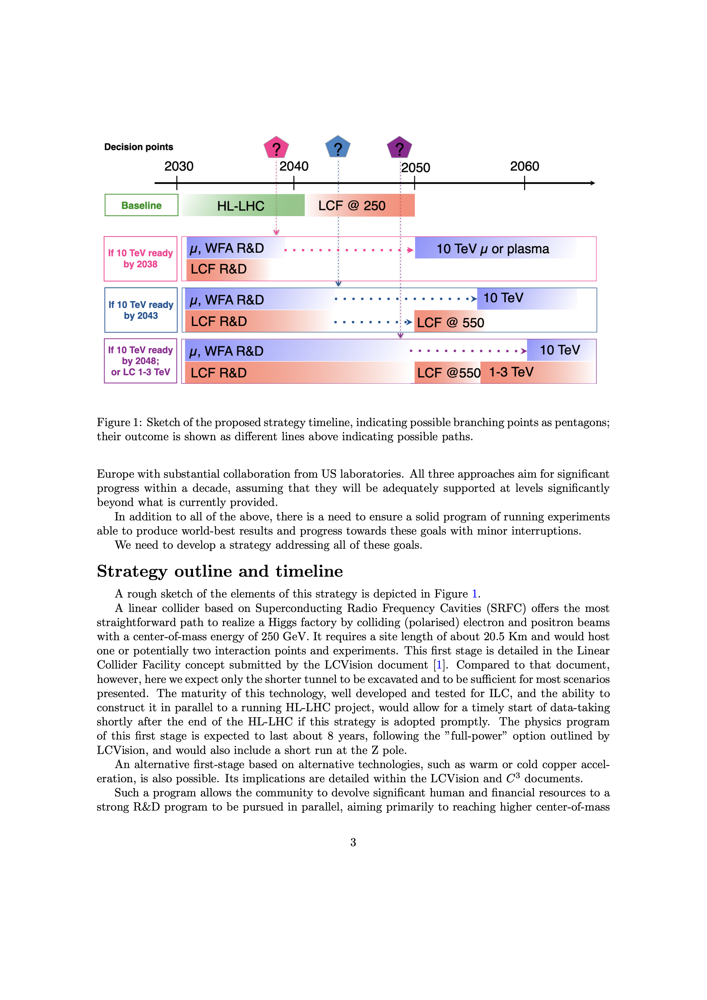 Decision points
? ? ?
2030 2040 2050 2060
Baseline HL-LHC LCF @ 250
If 10 TeV ready
by 2038
μ, WFA R&D 10 TeV μ or plasma
LCF R&D
If 10 TeV ready
by 2043
μ, WFA R&D 10 TeV
LCF R&D LCF @ 550
If 10 TeV ready
by 2048;
or LC 1-3 TeV
μ, WFA R&D 10 TeV
LCF R&D LCF @550 1-3 TeV
Figure 1: Sketch of the proposed strategy timeline, indicating possible branching points as pentagons;
their outcome is shown as different lines above indicating possible paths.
Europe with substantial collaboration from US laboratories. All three approaches aim for significant
progress within a decade, assuming that they will be adequately supported at levels significantly
beyond what is currently provided.
In addition to all of the above, there is a need to ensure a solid program of running experiments
able to produce world-best results and progress towards these goals with minor interruptions.
We need to develop a strategy addressing all of these goals.
Strategy outline and timeline
A rough sketch of the elements of this strategy is depicted in Figure 1.
A linear collider based on Superconducting Radio Frequency Cavities (SRFC) offers the most
straightforward path to realize a Higgs factory by colliding (polarised) electron and positron beams
with a center-of-mass energy of 250 GeV. It requires a site length of about 20.5 Km and would host
one or potentially two interaction points and experiments. This first stage is detailed in the Linear
Collider Facility concept submitted by the LCVision document [1]. Compared to that document,
however, here we expect only the shorter tunnel to be excavated and to be sufficient for most scenarios
presented. The maturity of this technology, well developed and tested for ILC, and the ability to
construct it in parallel to a running HL-LHC project, would allow for a timely start of data-taking
shortly after the end of the HL-LHC if this strategy is adopted promptly. The physics program
of this first stage is expected to last about 8 years, following the ”full-power” option outlined by
LCVision, and would also include a short run at the Z pole.
An alternative first-stage based on alternative technologies, such as warm or cold copper accel-
eration, is also possible. Its implications are detailed within the LCVision and C³ documents.
Such a program allows the community to devolve significant human and financial resources to a
strong R&D program to be pursued in parallel, aiming primarily to reaching higher center-of-mass
3